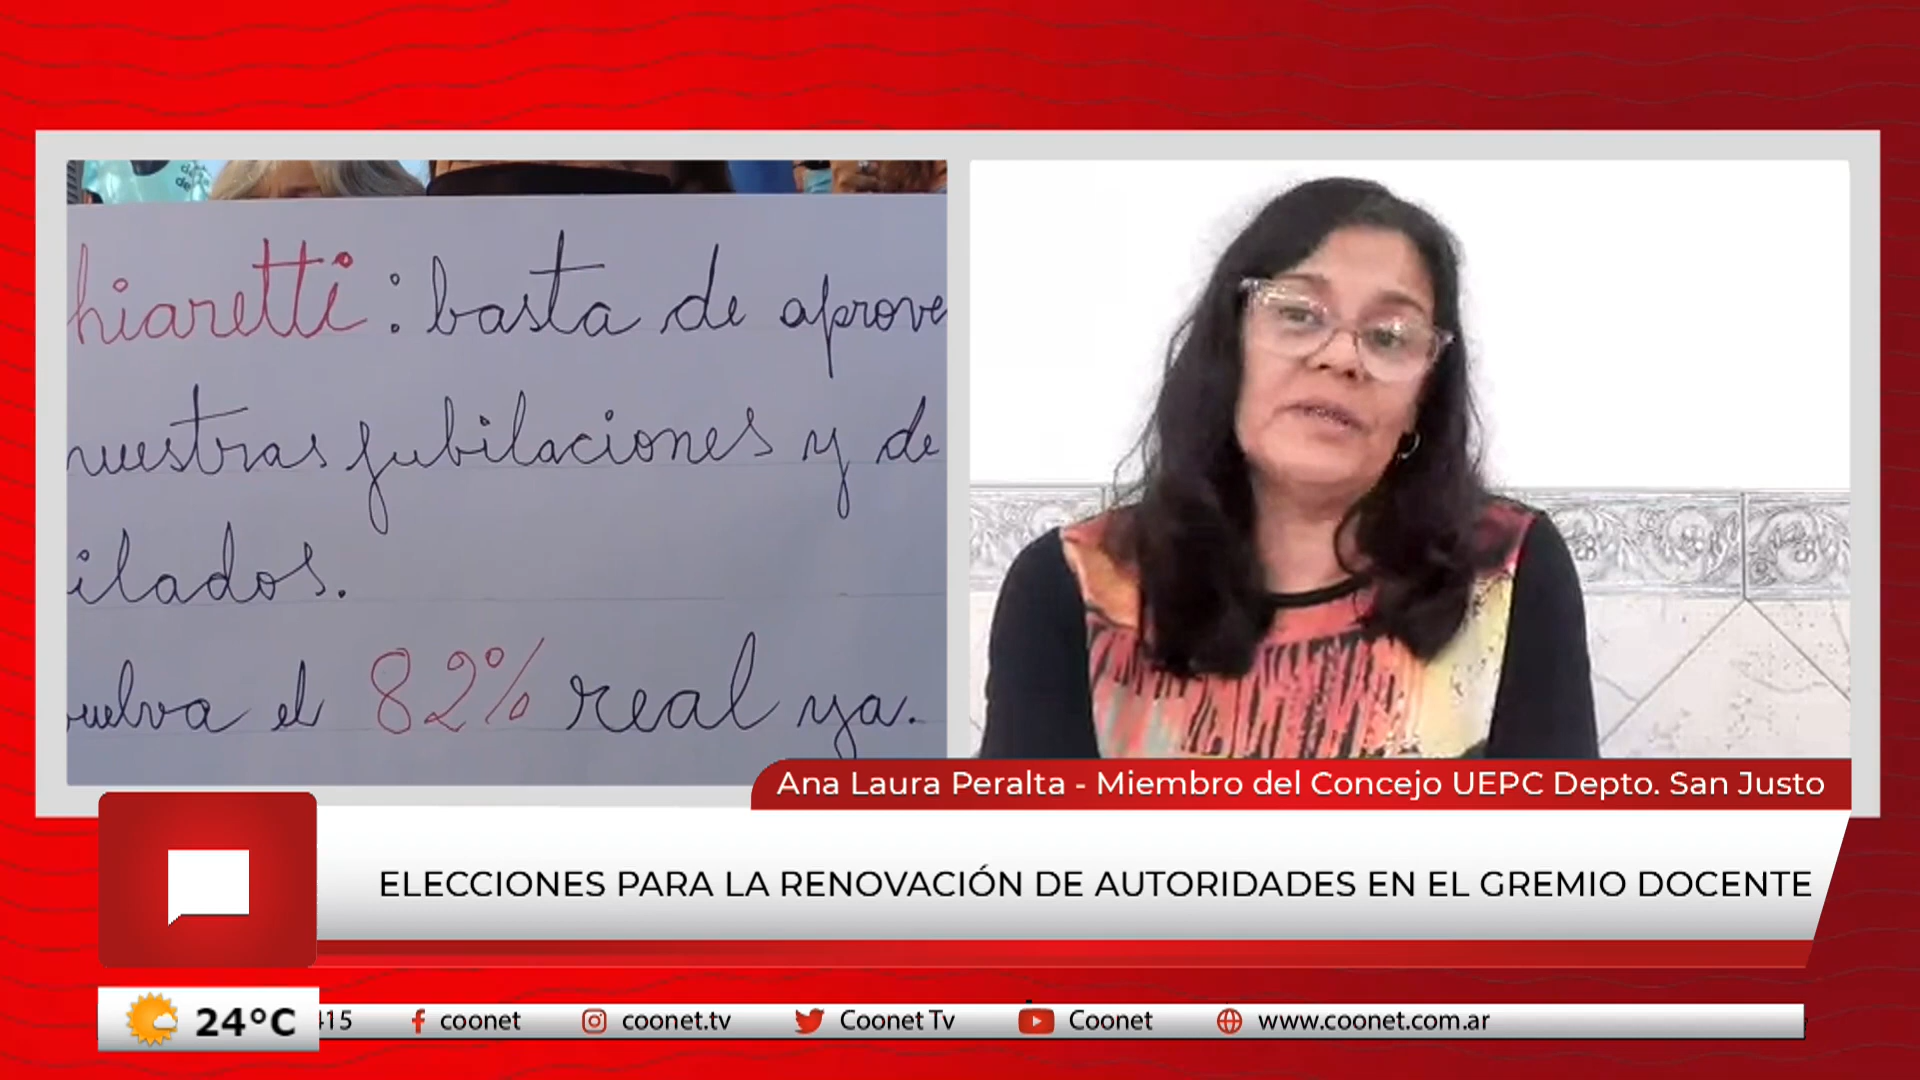 hiaretti: basta de aprove
nuestras jubilaciones y de
ilados.
uelva el 82% real ya.
Ana Laura Peralta - Miembro del Concejo UEPC Depto. San Justo
ELECCIONES PARA LA RENOVACIÓN DE AUTORIDADES EN EL GREMIO DOCENTE
24°C 415 coonet coonet.tv Coonet Tv Coonet www.coonet.com.ar